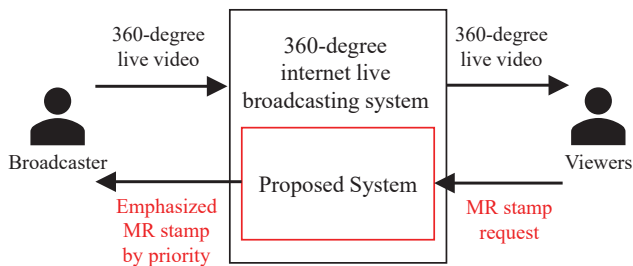 360-degree
live video
360-degree
internet live
broadcasting system
360-degree
live video
Broadcaster
Proposed System
Viewers
Emphasized
MR stamp
by priority
MR stamp
request